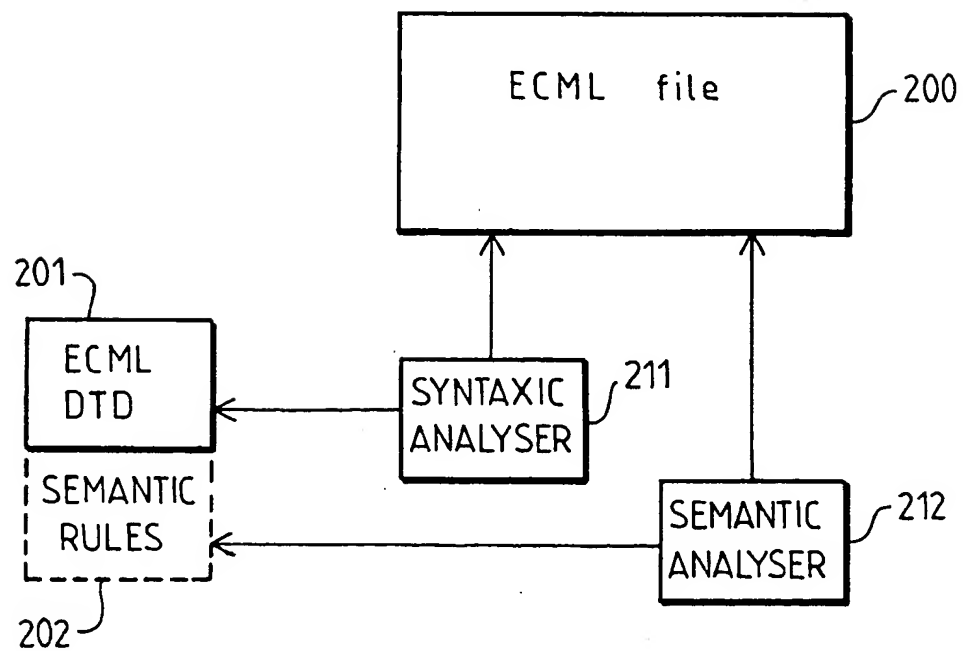 ECML file
200
201
ECML
DTD
SYNTAXIC
ANALYSER
211
SEMANTIC
RULES
SEMANTIC
ANALYSER
212
202